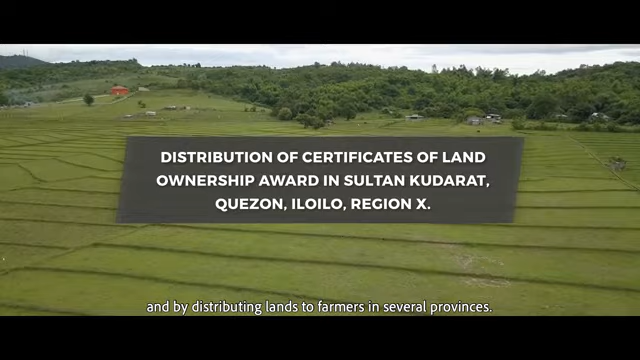 DISTRIBUTION OF CERTIFICATES OF LAND
OWNERSHIP AWARD IN SULTAN KUDARAT,
QUEZON, ILOILO, REGION X.
and by distributing lands to farmers in several provinces.